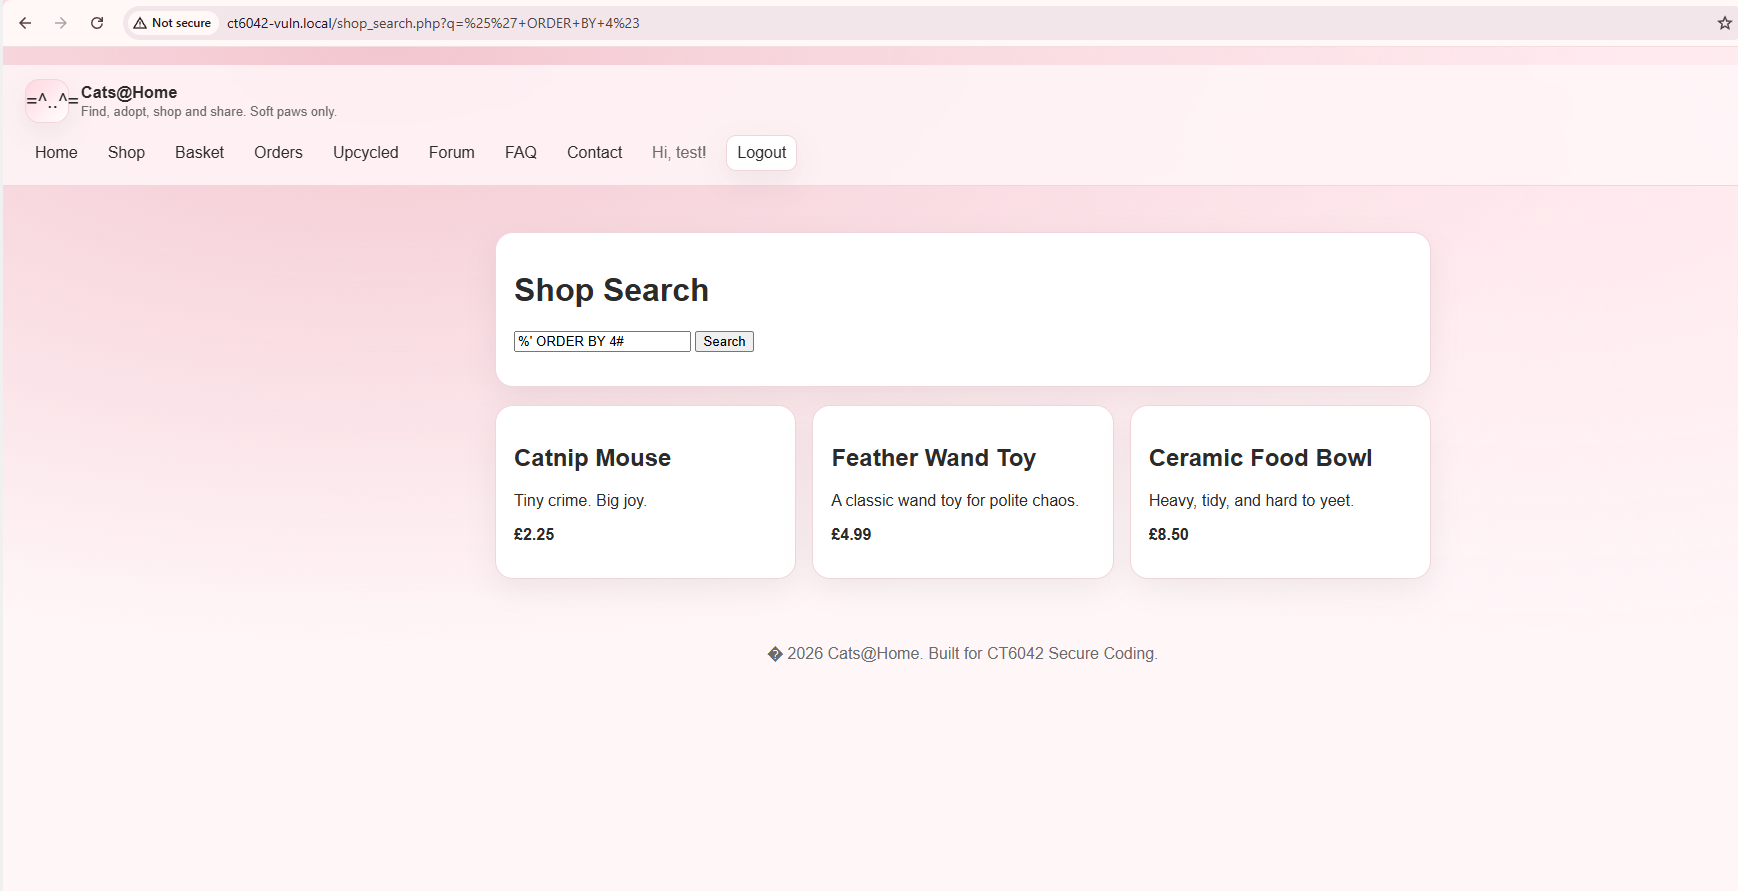 Not secure
ct6042-vuln.local/shop_search.php?q=%25%27+ORDER+BY+4%23
=^..^=
Cats@Home
Find, adopt, shop and share. Soft paws only.
Home Shop Basket Orders Upcycled Forum FAQ Contact Hi, test! Logout
Shop Search
%' ORDER BY 4# Search
Catnip Mouse
Tiny crime. Big joy.
£2.25
Feather Wand Toy
A classic wand toy for polite chaos.
£4.99
Ceramic Food Bowl
Heavy, tidy, and hard to yeet.
£8.50
� 2026 Cats@Home. Built for CT6042 Secure Coding.